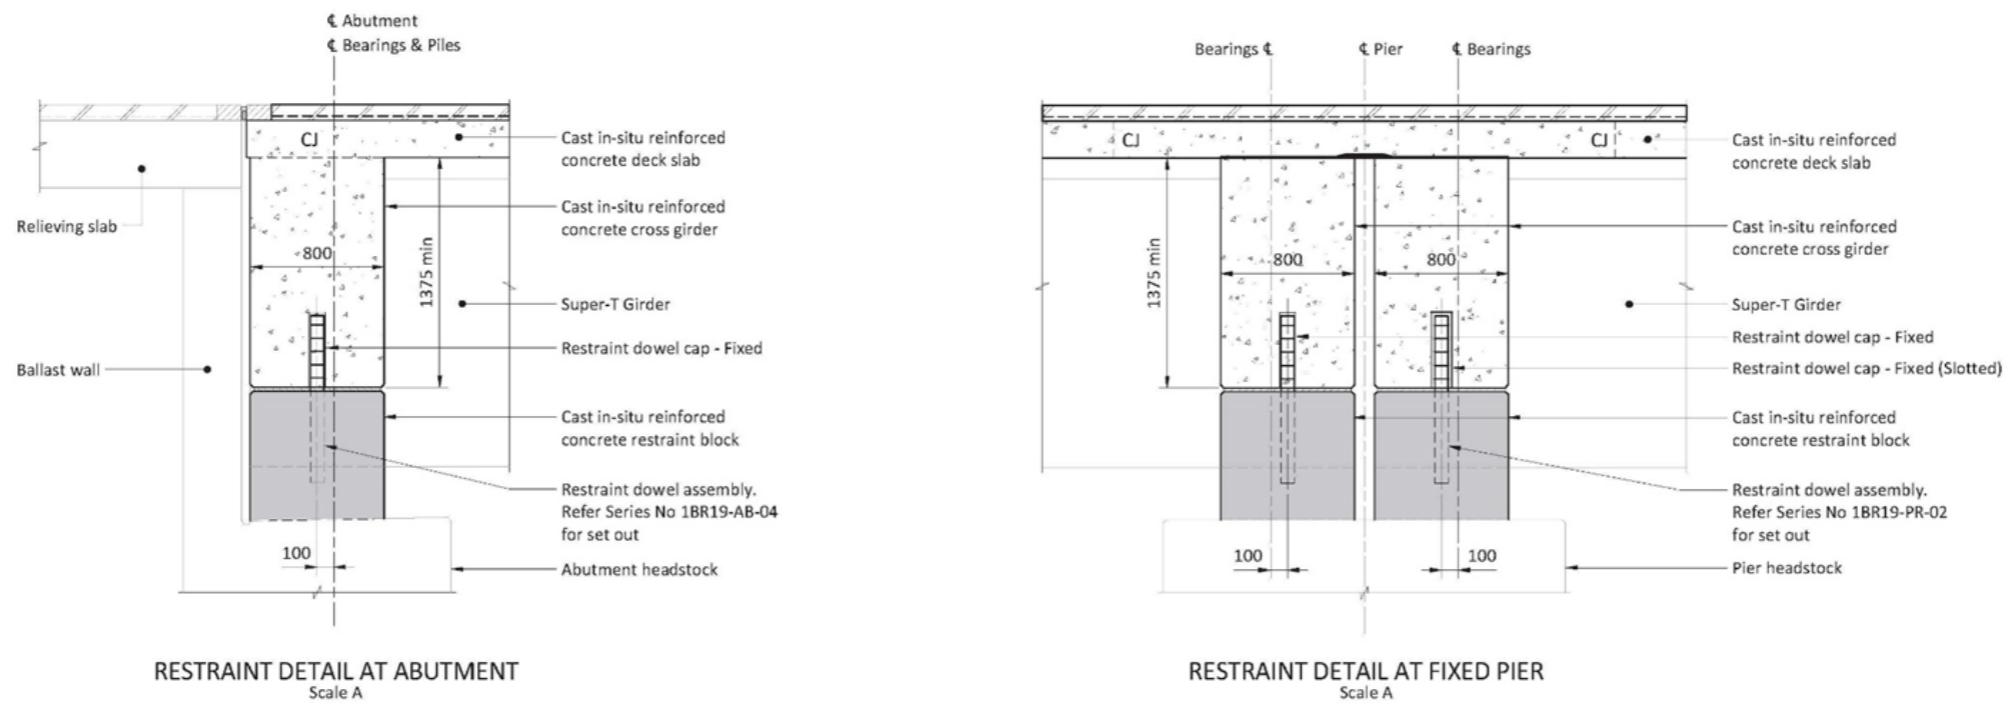 ℄ Abutment
℄ Bearings & Piles
CJ
Cast in-situ reinforced
concrete deck slab
Cast in-situ reinforced
concrete cross girder
Relieving slab
800
1375 min
Super-T Girder
Restraint dowel cap - Fixed
Ballast wall
Cast in-situ reinforced
concrete restraint block
Restraint dowel assembly.
Refer Series No 1BR19-AB-04
for set out
100
Abutment headstock
RESTRAINT DETAIL AT ABUTMENT
Scale A
Bearings ℄
℄ Pier
℄ Bearings
CJ
CJ
Cast in-situ reinforced
concrete deck slab
Cast in-situ reinforced
concrete cross girder
1375 min
800
800
Super-T Girder
Restraint dowel cap - Fixed
Restraint dowel cap - Fixed (Slotted)
Cast in-situ reinforced
concrete restraint block
Restraint dowel assembly.
Refer Series No 1BR19-PR-02
for set out
100
100
Pier headstock
RESTRAINT DETAIL AT FIXED PIER
Scale A